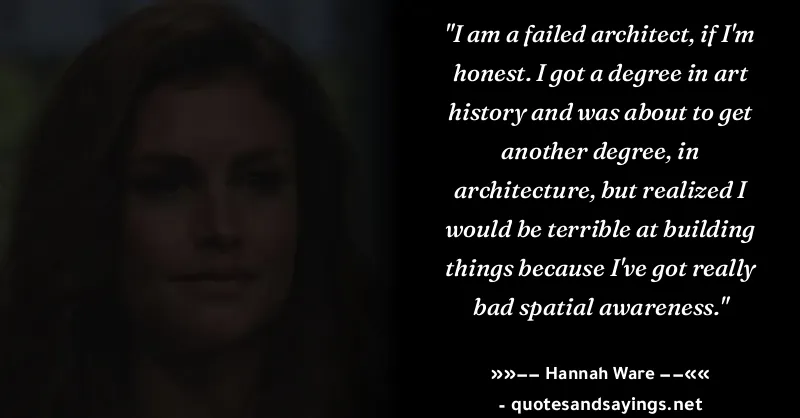 "I am a failed architect, if I'm
honest. I got a degree in art
history and was about to get
another degree, in
architecture, but realized I
would be terrible at building
things because I've got really
bad spatial awareness."
»»−− Hannah Ware −−««
- quotesandsayings.net